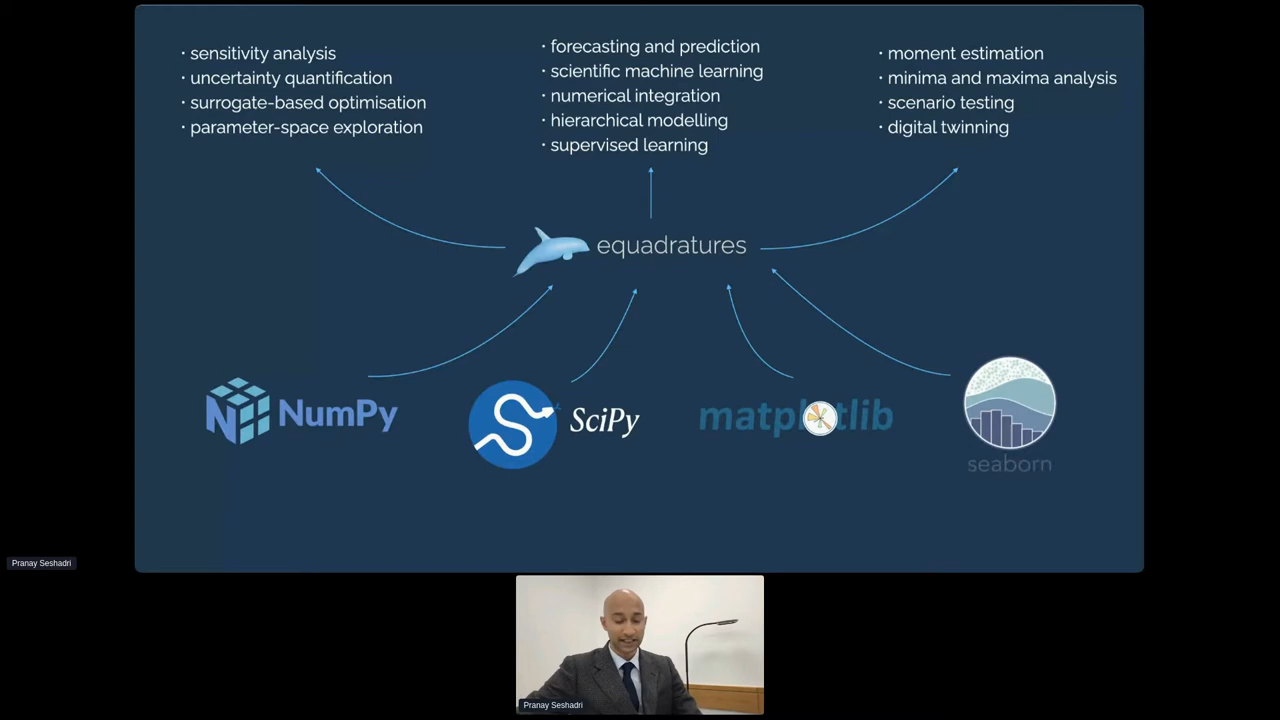 · sensitivity analysis
· uncertainty quantification
· surrogate-based optimisation
· parameter-space exploration
· forecasting and prediction
· scientific machine learning
· numerical integration
· hierarchical modelling
· supervised learning
· moment estimation
· minima and maxima analysis
· scenario testing
· digital twinning
equadratures
NumPy
SciPy
matplotlib
seaborn
Pranay Seshadri
Pranay Seshadri